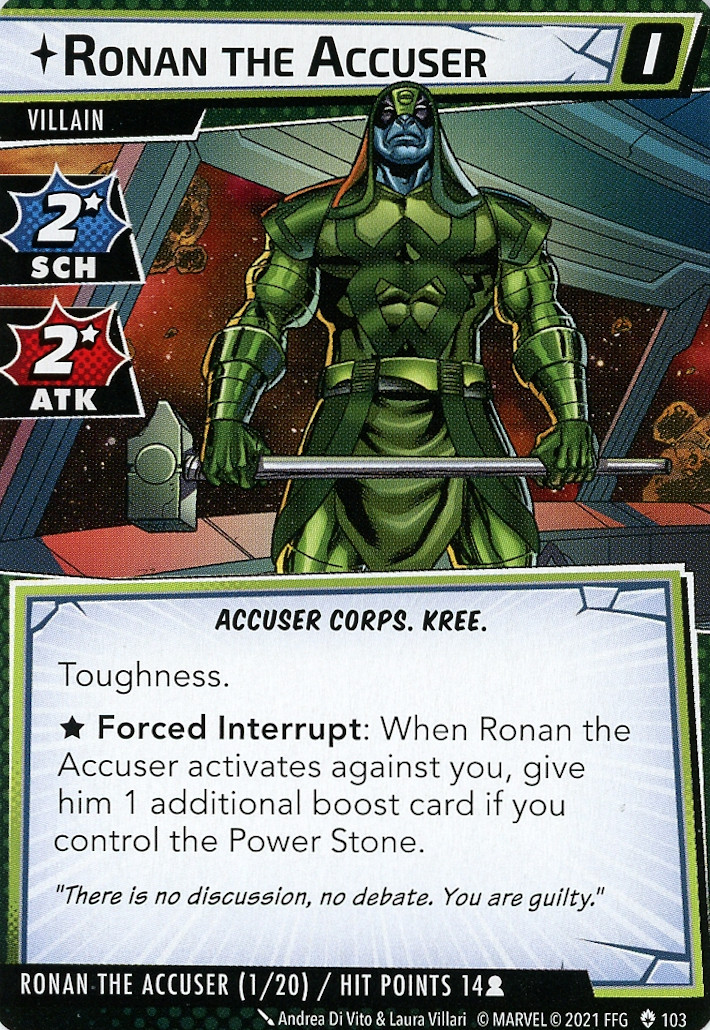 RONAN THE ACCUSER
I
VILLAIN
2★
SCH
2★
ATK
ACCUSER CORPS. KREE.
Toughness.
★ Forced Interrupt: When Ronan the
Accuser activates against you, give
him 1 additional boost card if you
control the Power Stone.
"There is no discussion, no debate. You are guilty."
RONAN THE ACCUSER (1/20) / HIT POINTS 14
Andrea Di Vito & Laura Villari © MARVEL © 2021 FFG 103